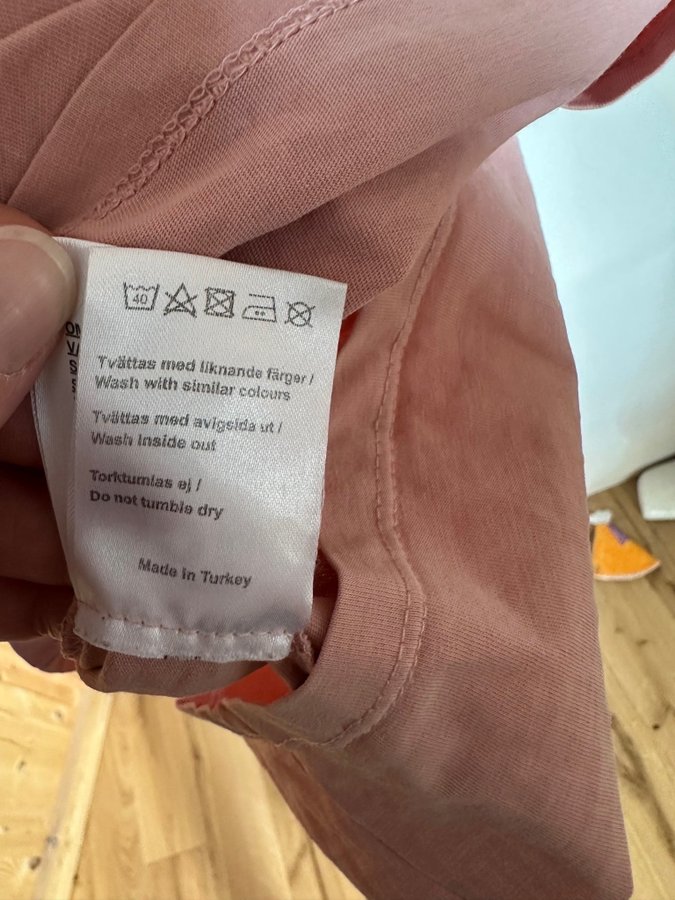 40
Tvättas med liknande färger /
Wash with similar colours
Tvättas med avigsida ut /
Wash inside out
Torktumlas ej /
Do not tumble dry
Made in Turkey